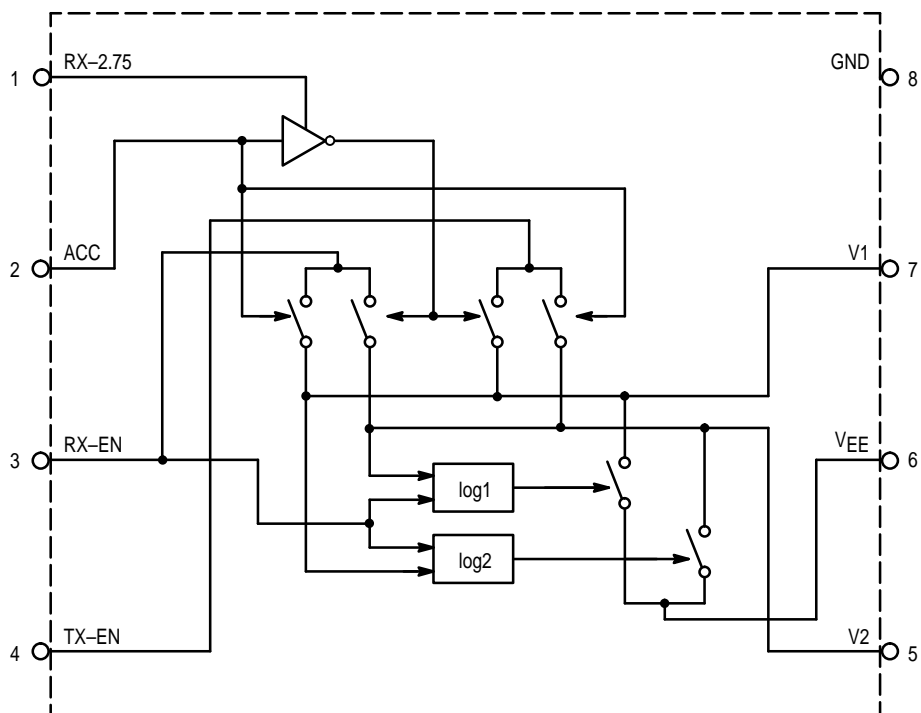 1 RX–2.75
GND 8
2 ACC
V1 7
3 RX–EN
VEE 6
log1
log2
4 TX–EN
V2 5